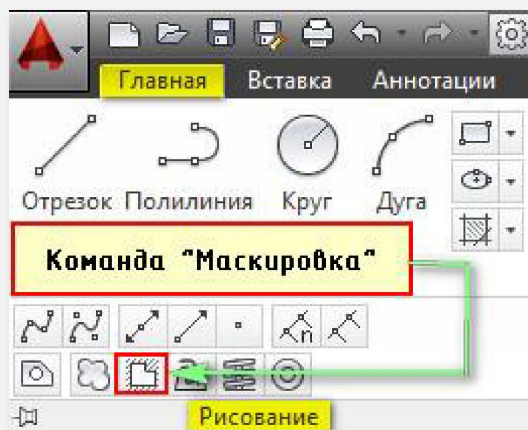 Главная Вставка Аннотации
Отрезок Полилиния Круг Дуга
Команда "Маскировка"
Рисование